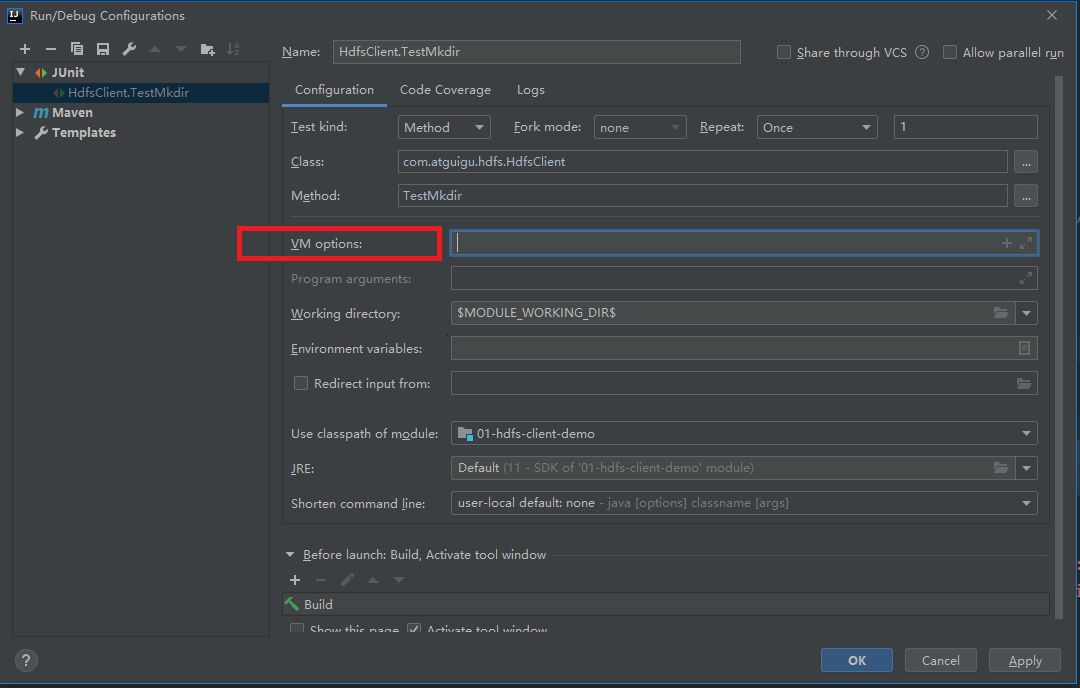 Run/Debug Configurations
Name: HdfsClient.TestMkdir Share through VCS ? Allow parallel run
JUnit
HdfsClient.TestMkdir
Maven
Templates
Configuration Code Coverage Logs
Test kind: Method Fork mode: none Repeat: Once 1
Class: com.atguigu.hdfs.HdfsClient ...
Method: TestMkdir ...
VM options:
Program arguments:
Working directory: $MODULE_WORKING_DIR$
Environment variables:
Redirect input from:
Use classpath of module: 01-hdfs-client-demo
JRE: Default (11 - SDK of '01-hdfs-client-demo' module)
Shorten command line: user-local default: none - java [options] classname [args]
Before launch: Build, Activate tool window
Build
Show this page Activate tool window
? OK Cancel Apply